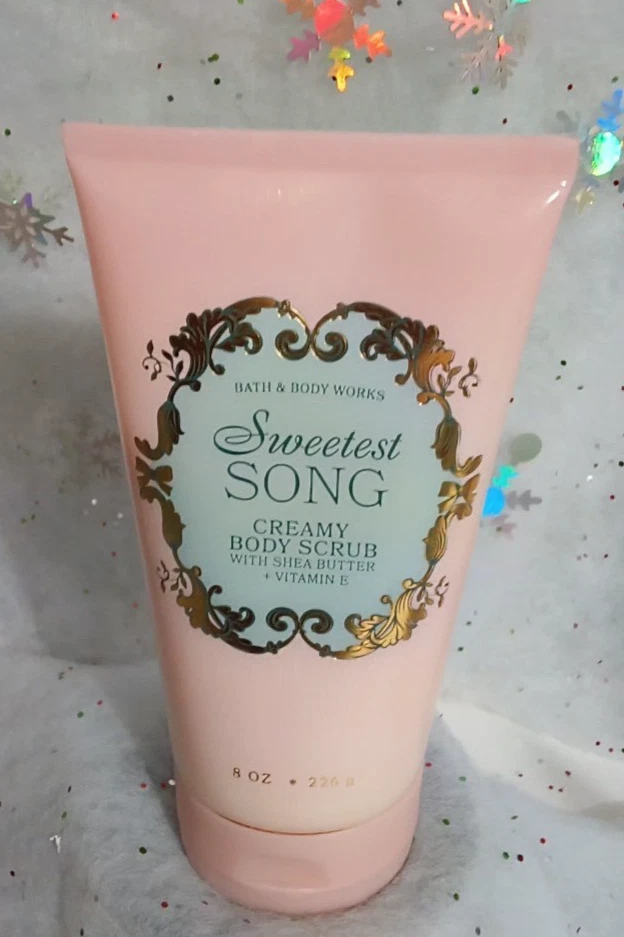 BATH & BODY WORKS
Sweetest
SONG
CREAMY
BODY SCRUB
WITH SHEA BUTTER
+ VITAMIN E
8 OZ • 226 g